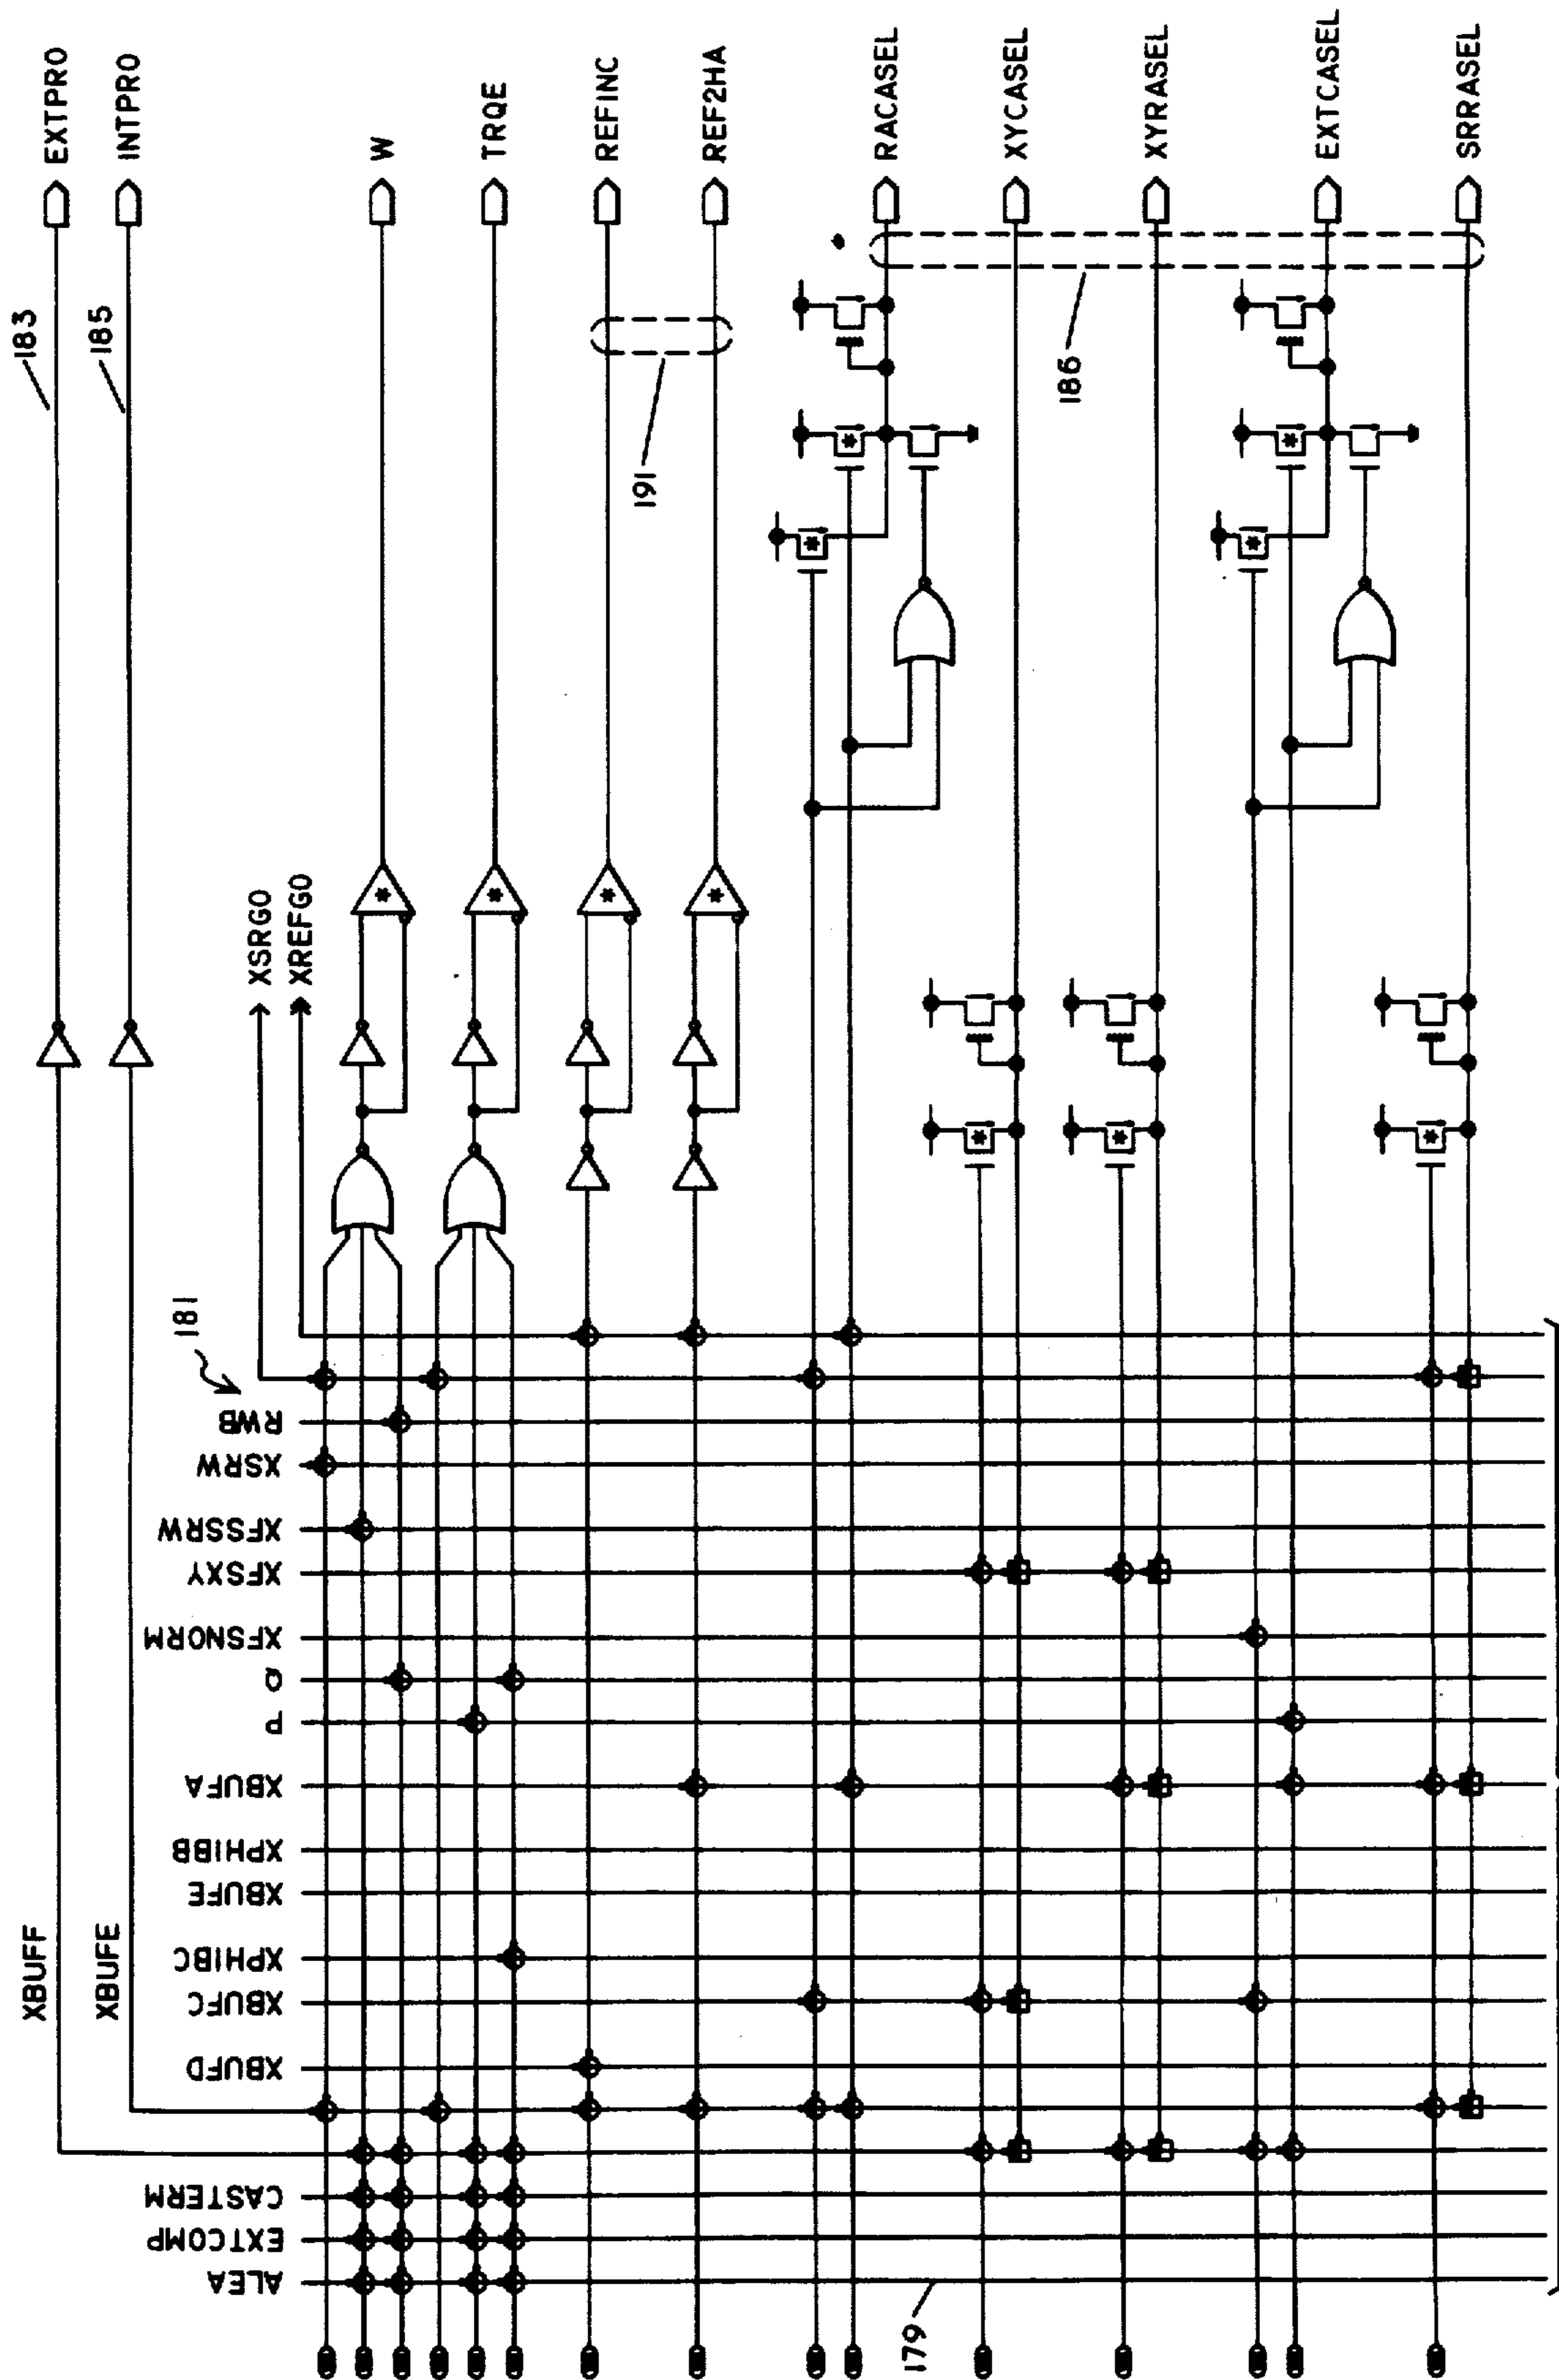 183
EXTPRO
185
INTPRO
W
TRQE
REFINC
REF2HA
191
RACASEL
XYCASEL
XYRASEL
EXTCASEL
SRRASEL
186
XSRGO
XREFGO
181
RWB
XSRW
XFSSRW
XFSXY
XFSNORM
Q
P
XBUFA
XPHIBB
XBUFE
XPHIBC
XBUFC
XBUFD
XBUFF
XBUFE
CASTERM
EXTCOMP
ALEA
179